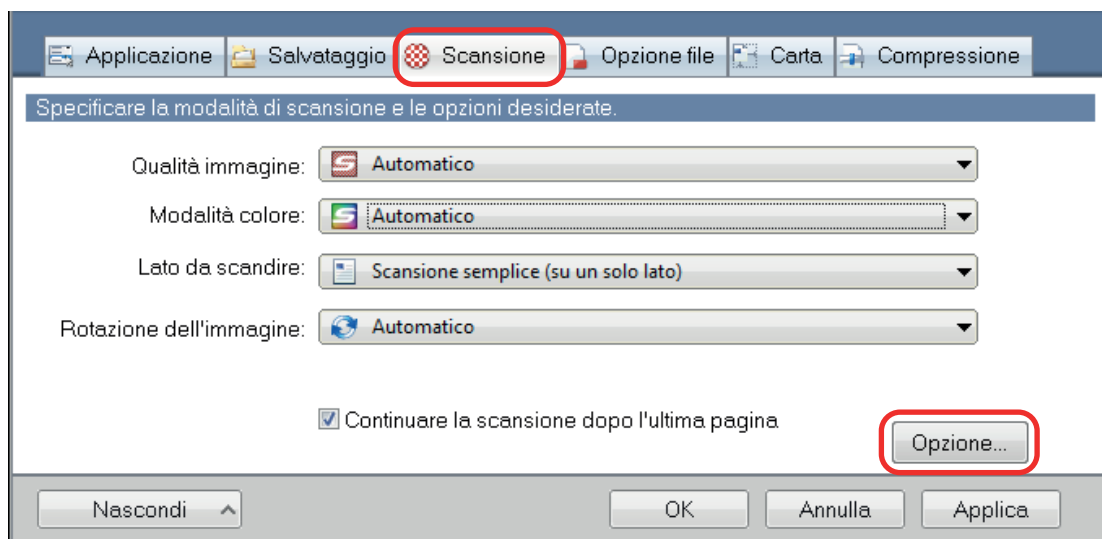 Applicazione Salvataggio Scansione Opzione file Carta Compressione
Specificare la modalità di scansione e le opzioni desiderate.
Qualità immagine: Automatico
Modalità colore: Automatico
Lato da scandire: Scansione semplice (su un solo lato)
Rotazione dell'immagine: Automatico
Continuare la scansione dopo l'ultima pagina
Opzione...
Nascondi OK Annulla Applica